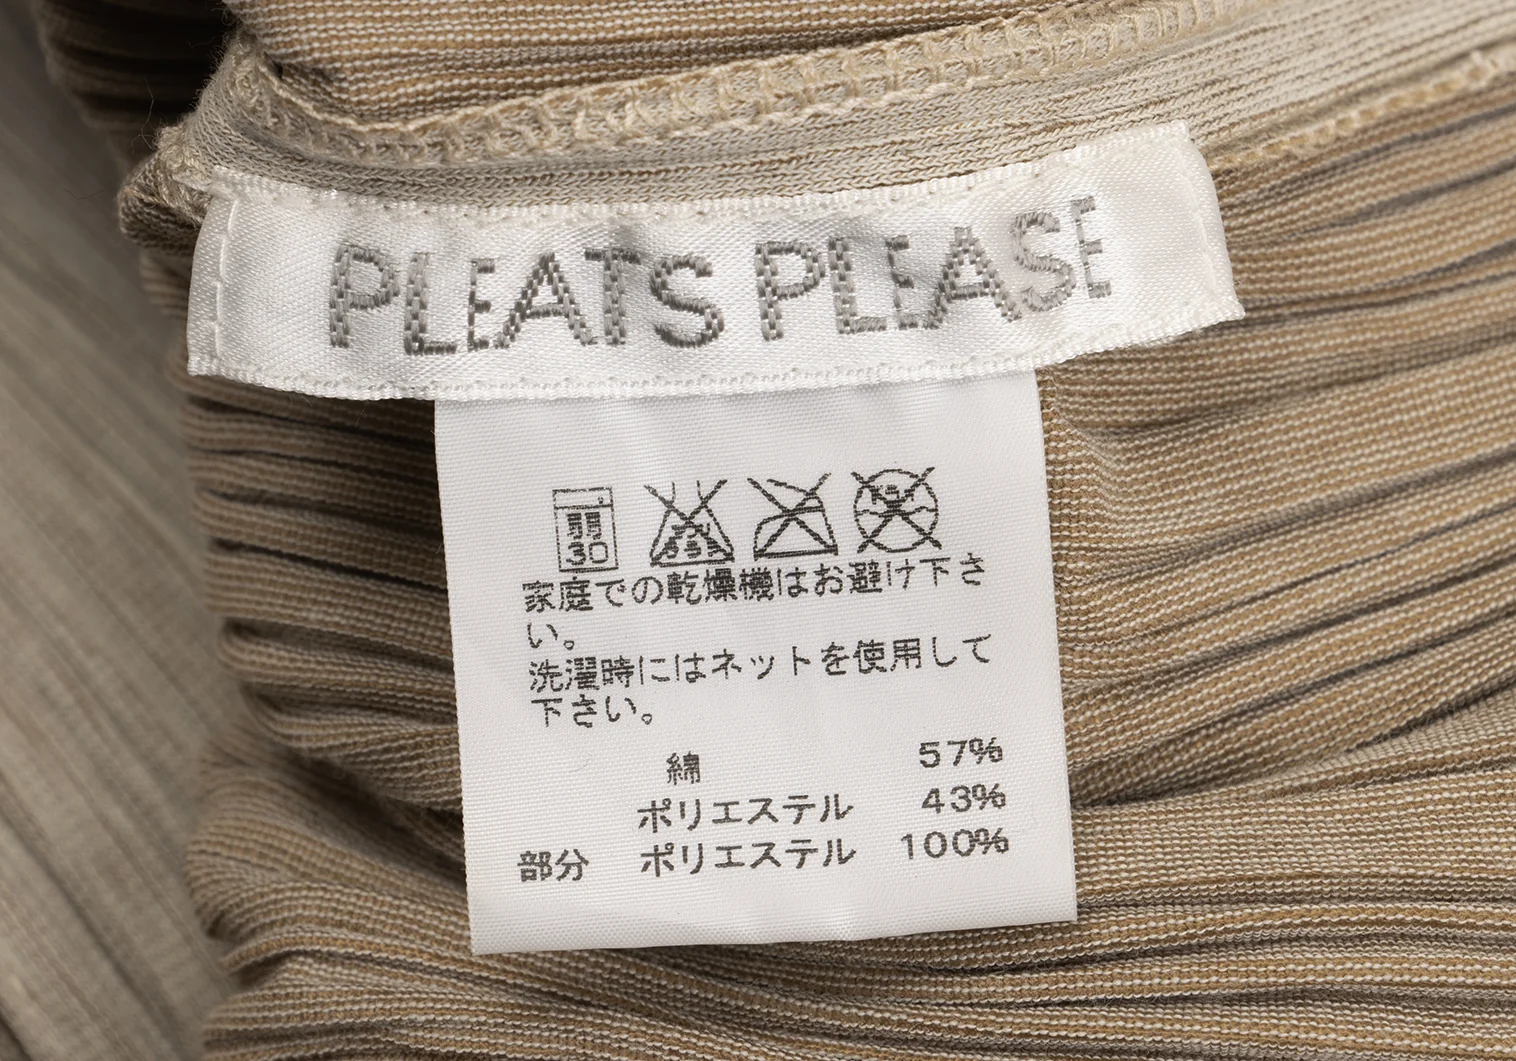 PLEATS PLEASE
弱
30
家庭での乾燥機はお避け下さ
い。
洗濯時にはネットを使用して
下さい。
綿 57%
ポリエステル 43%
部分 ポリエステル 100%